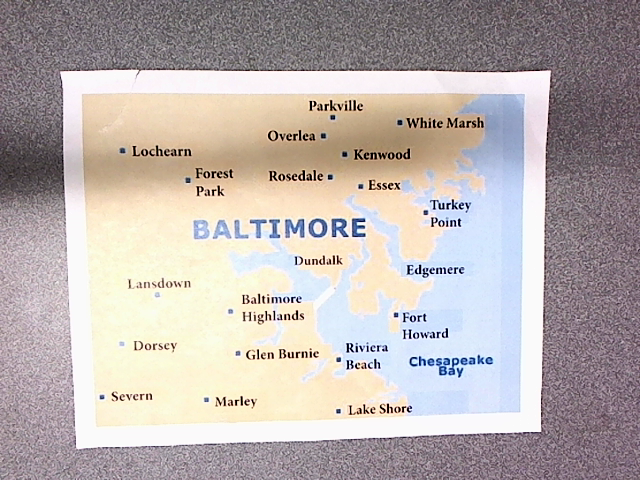 Parkville
White Marsh
Overlea
Lochearn
Kenwood
Forest
Park
Rosedale
Essex
Turkey
Point
BALTIMORE
Dundalk
Edgemere
Lansdown
Baltimore
Highlands
Fort
Howard
Dorsey
Glen Burnie
Riviera
Beach
Chesapeake
Bay
Severn
Marley
Lake Shore